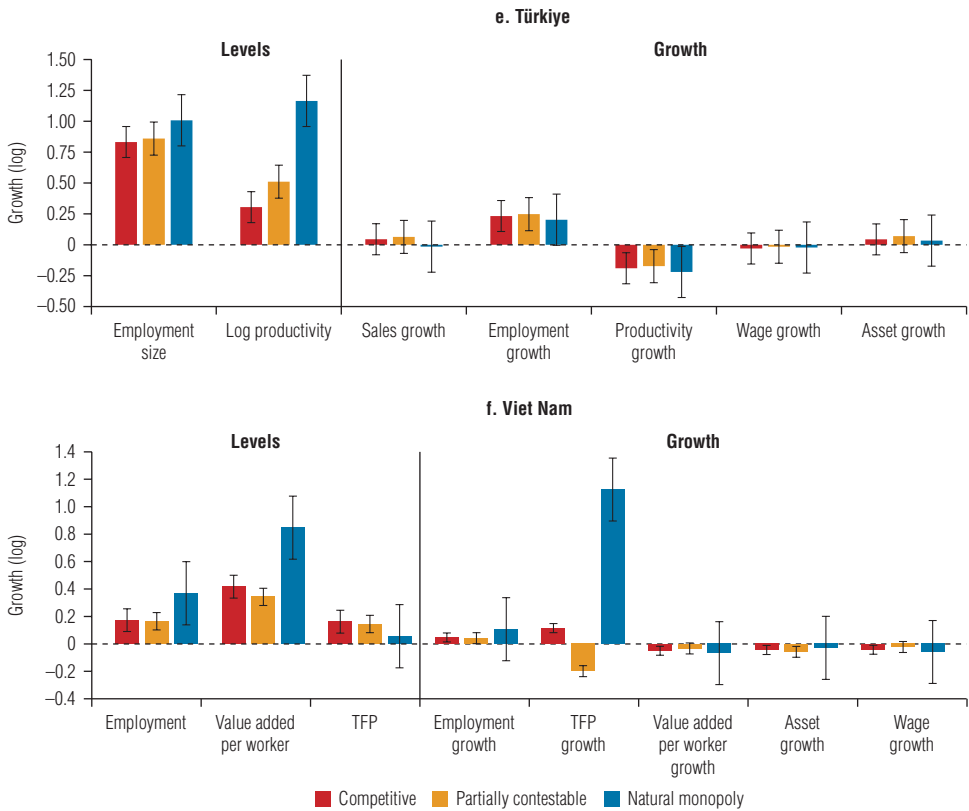 e. Türkiye
Levels
Growth
Growth (log)
1.50
1.25
1.00
0.75
0.50
0.25
0
–0.25
–0.50
Employment
size
Log productivity
Sales growth
Employment
growth
Productivity
growth
Wage growth
Asset growth
f. Viet Nam
Levels
Growth
Growth (log)
1.4
1.2
1.0
0.8
0.6
0.4
0.2
0
–0.2
–0.4
Employment
Value added
per worker
TFP
Employment
growth
TFP
growth
Value added
per worker
growth
Asset
growth
Wage
growth
Competitive
Partially contestable
Natural monopoly